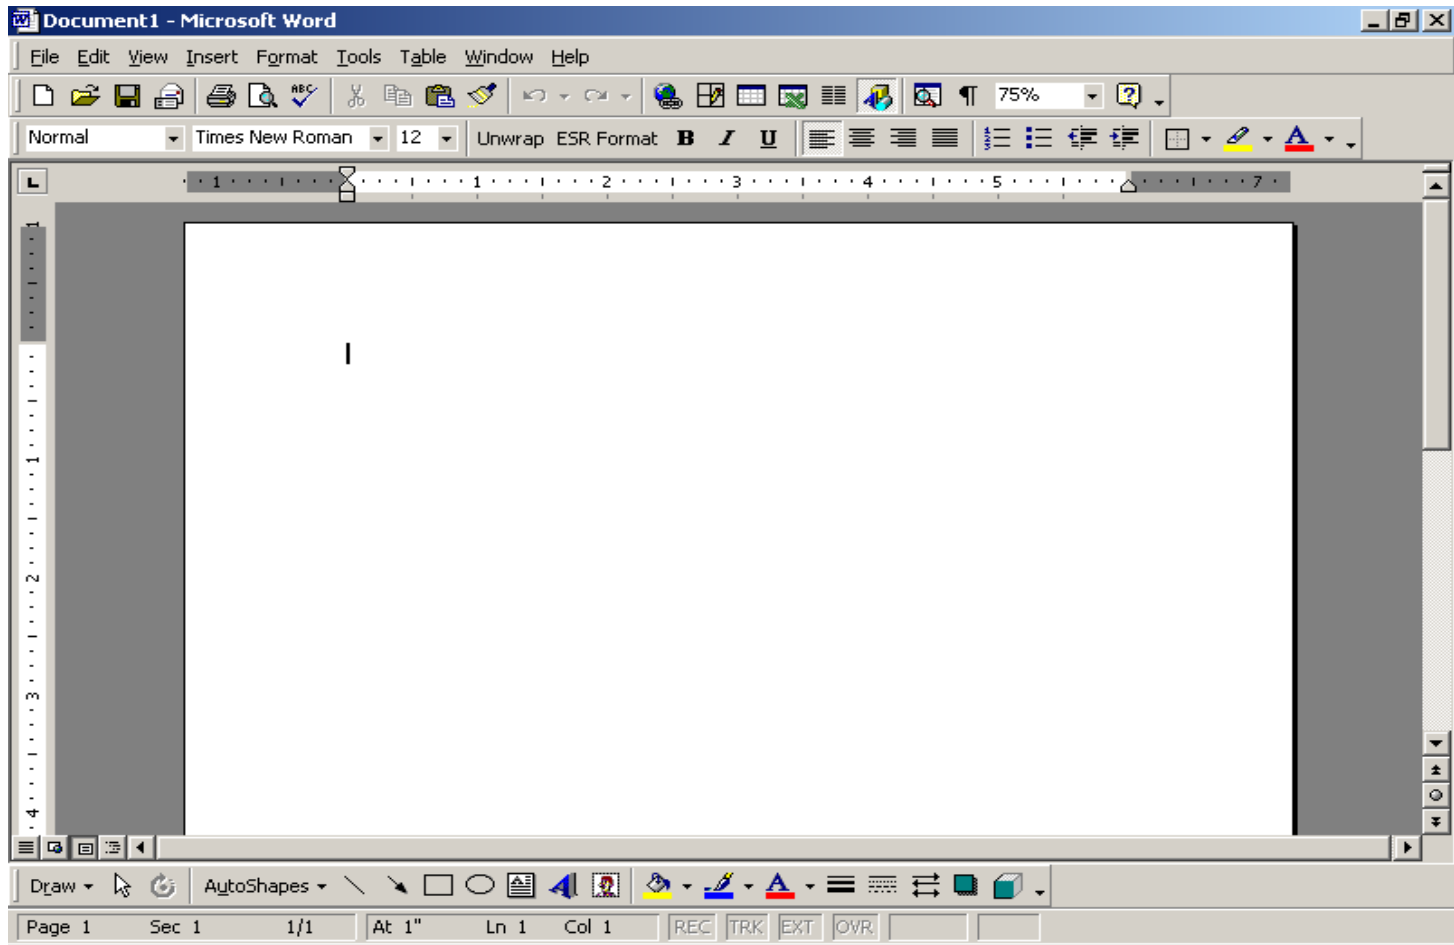 Document1 - Microsoft Word
File Edit View Insert Format Tools Table Window Help
ABC 75%
Normal Times New Roman 12 Unwrap ESR Format B I U A
L 1 1 2 3 4 5 7
1
1
2
3
4
Draw AutoShapes A A
Page 1 Sec 1 1/1 At 1" Ln 1 Col 1 REC TRK EXT OVR